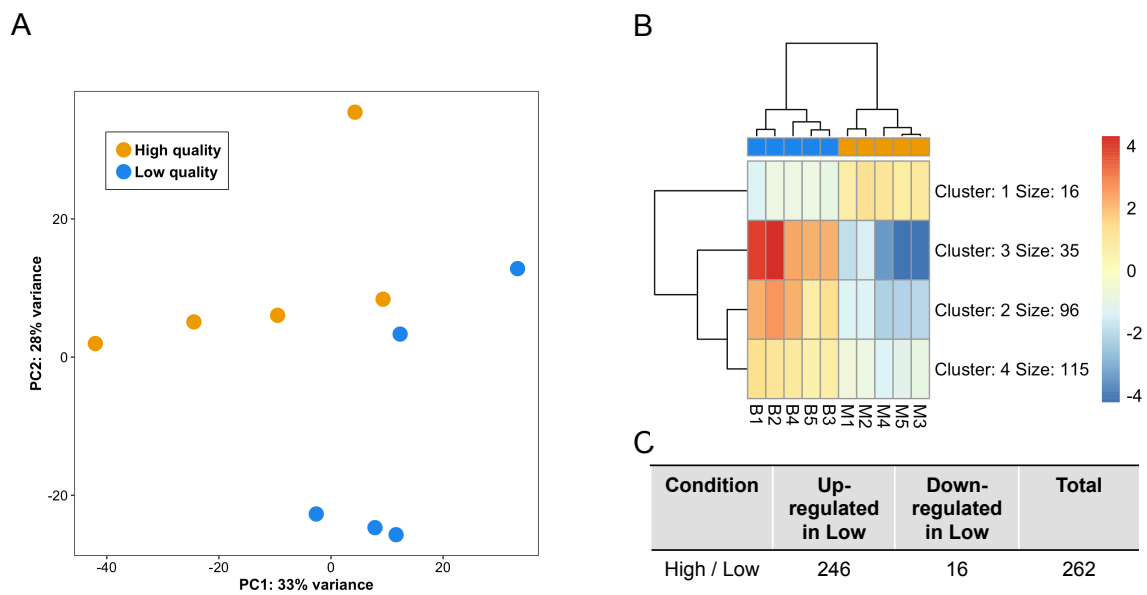 A
High quality
Low quality
20
0
-20
-40
-20
0
20
PC2: 28% variance
PC1: 33% variance
B
Cluster: 1 Size: 16
Cluster: 3 Size: 35
Cluster: 2 Size: 96
Cluster: 4 Size: 115
4
2
0
-2
-4
B1 B2 B4 B5 B3 M1 M2 M4 M5 M3
C
Condition Up- Down- Total
regulated regulated
in Low in Low
High / Low 246 16 262